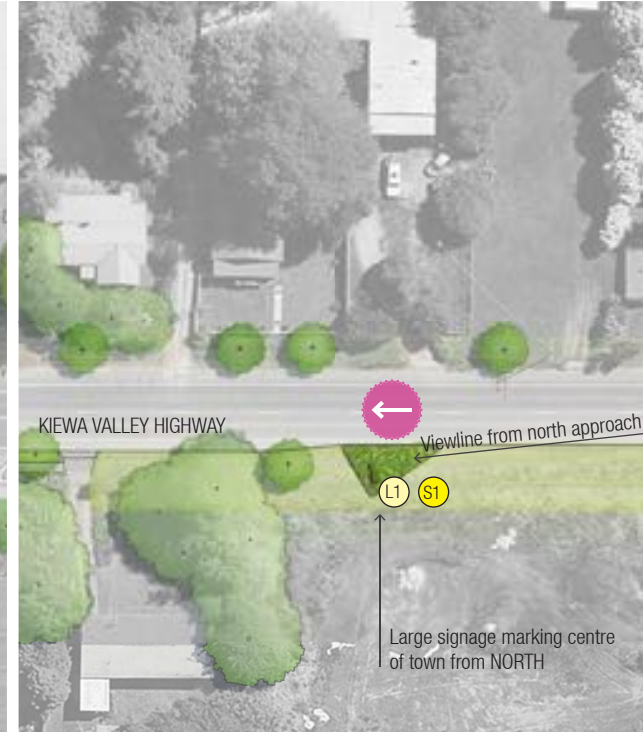 KIEWA VALLEY HIGHWAY
Viewline from north approach
L1
S1
Large signage marking centre
of town from NORTH